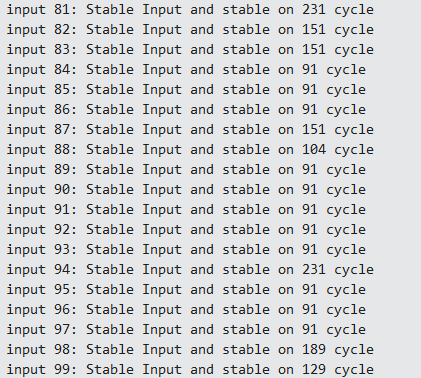 input 81: Stable Input and stable on 231 cycle
input 82: Stable Input and stable on 151 cycle
input 83: Stable Input and stable on 151 cycle
input 84: Stable Input and stable on 91 cycle
input 85: Stable Input and stable on 91 cycle
input 86: Stable Input and stable on 91 cycle
input 87: Stable Input and stable on 151 cycle
input 88: Stable Input and stable on 104 cycle
input 89: Stable Input and stable on 91 cycle
input 90: Stable Input and stable on 91 cycle
input 91: Stable Input and stable on 91 cycle
input 92: Stable Input and stable on 91 cycle
input 93: Stable Input and stable on 91 cycle
input 94: Stable Input and stable on 231 cycle
input 95: Stable Input and stable on 91 cycle
input 96: Stable Input and stable on 91 cycle
input 97: Stable Input and stable on 91 cycle
input 98: Stable Input and stable on 189 cycle
input 99: Stable Input and stable on 129 cycle